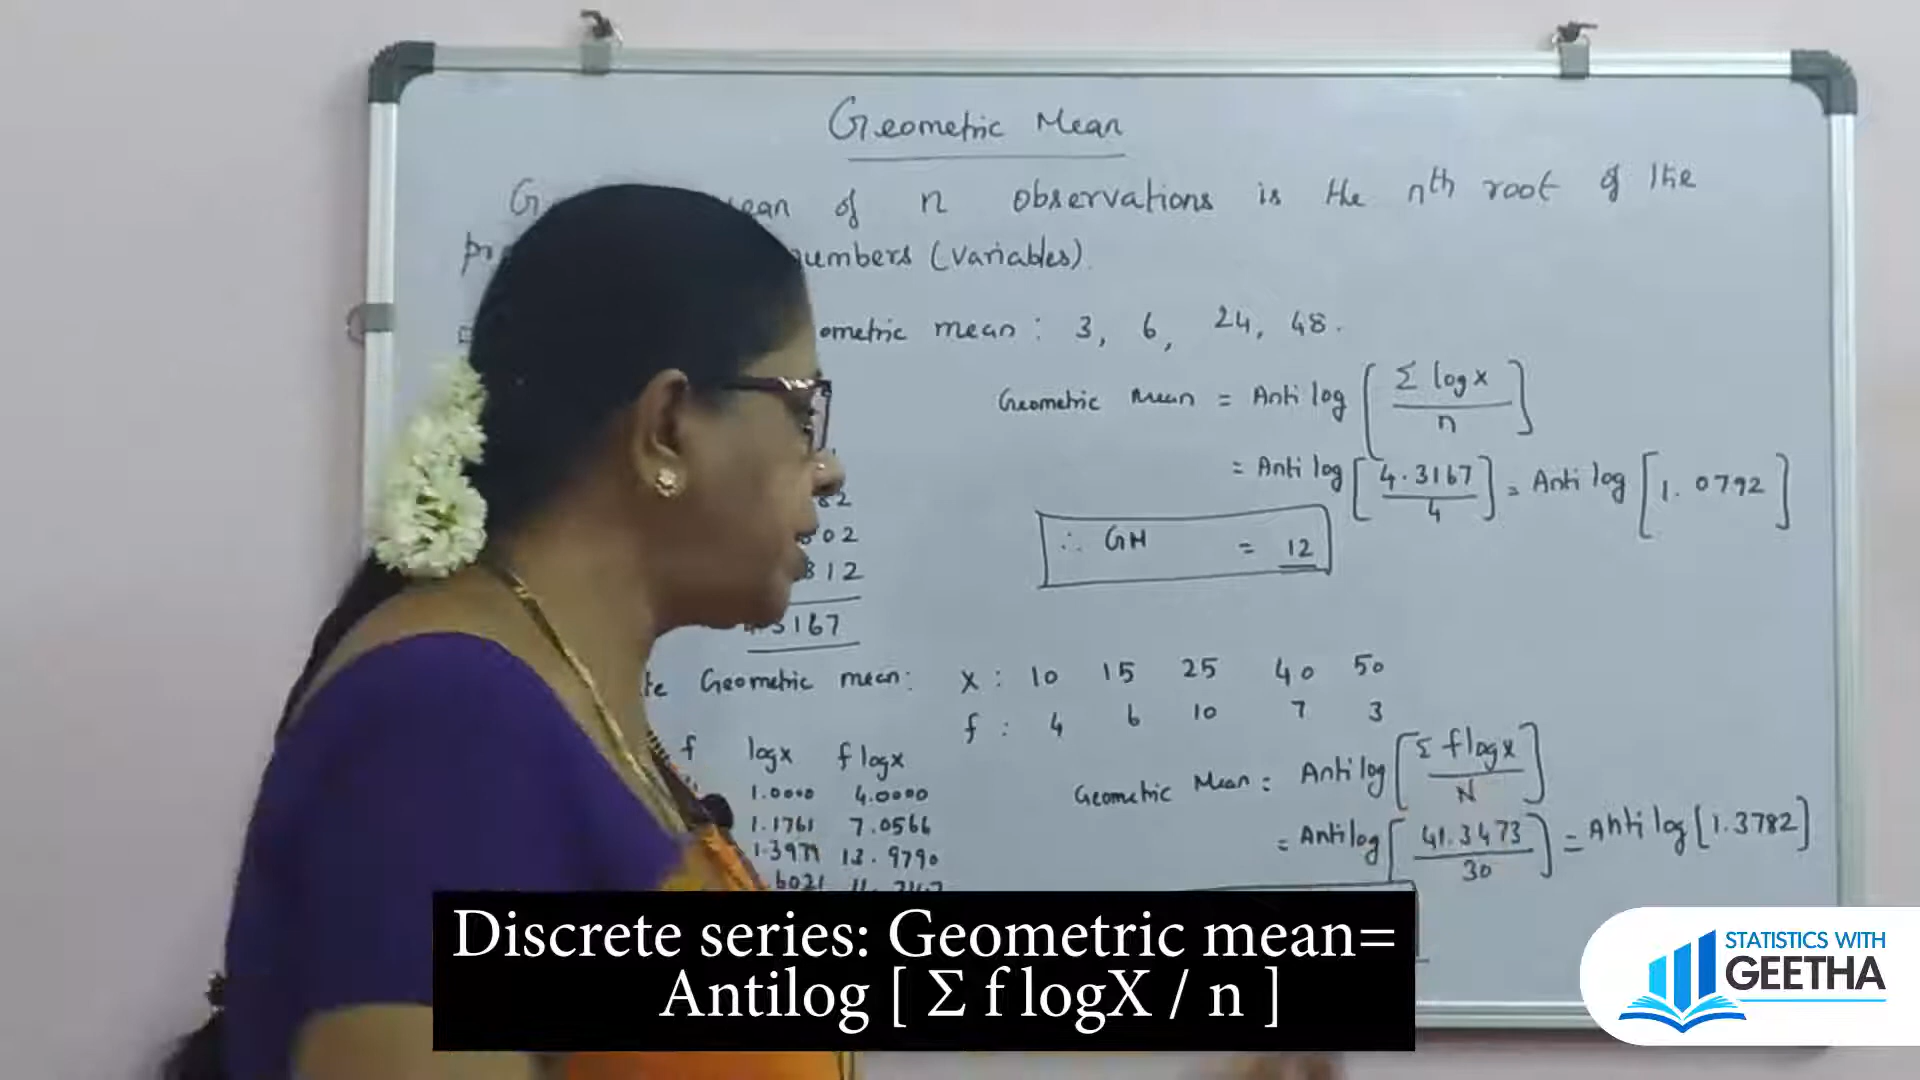 Geometric Mean
of n observations is the nth root of the
numbers (variables).
mean : 3, 6, 24, 48.
Geometric Mean = Anti log [ Σ log x / n ]
= Anti log [ 4.3167 / 4 ] = Anti log [ 1.0792 ]
∴ GM = 12
Geometric mean: x : 10 15 25 40 50
f : 4 6 10 7 3
f log x f log x
1.0000 4.0000
1.1761 7.0566
1.3979 13.9790
Geometric Mean = Anti log [ Σ f log x / N ]
= Anti log [ 41.3473 / 30 ] = Anti log [ 1.3782 ]
Discrete series: Geometric mean=
Antilog [ Σ f logX / n ]
STATISTICS WITH
GEETHA